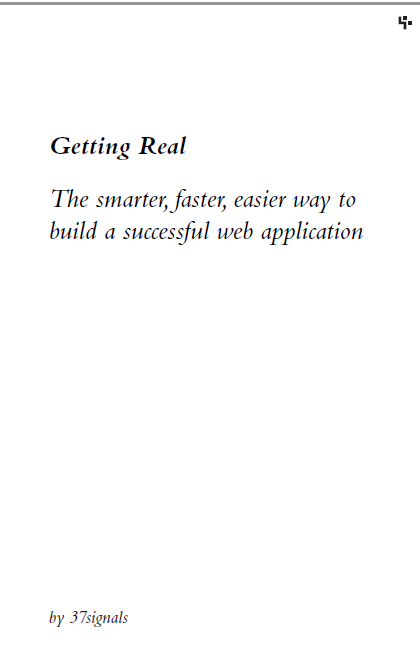 Getting Real
The smarter, faster, easier way to
build a successful web application
by 37signals